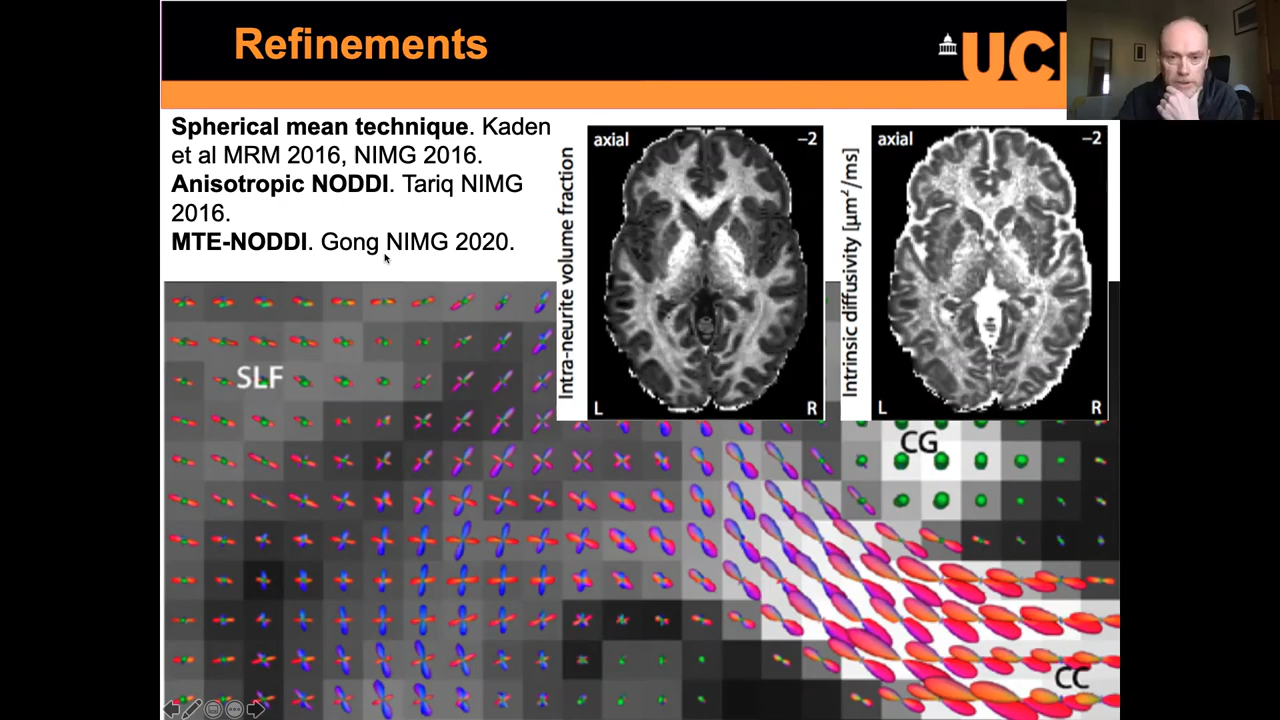 Refinements
UCL
Spherical mean technique. Kaden
et al MRM 2016, NIMG 2016.
Anisotropic NODDI. Tariq NIMG
2016.
MTE-NODDI. Gong NIMG 2020.
Intra-neurite volume fraction
axial
−2
L
R
Intrinsic diffusivity [μm²/ms]
axial
−2
L
R
SLF
CG
CC